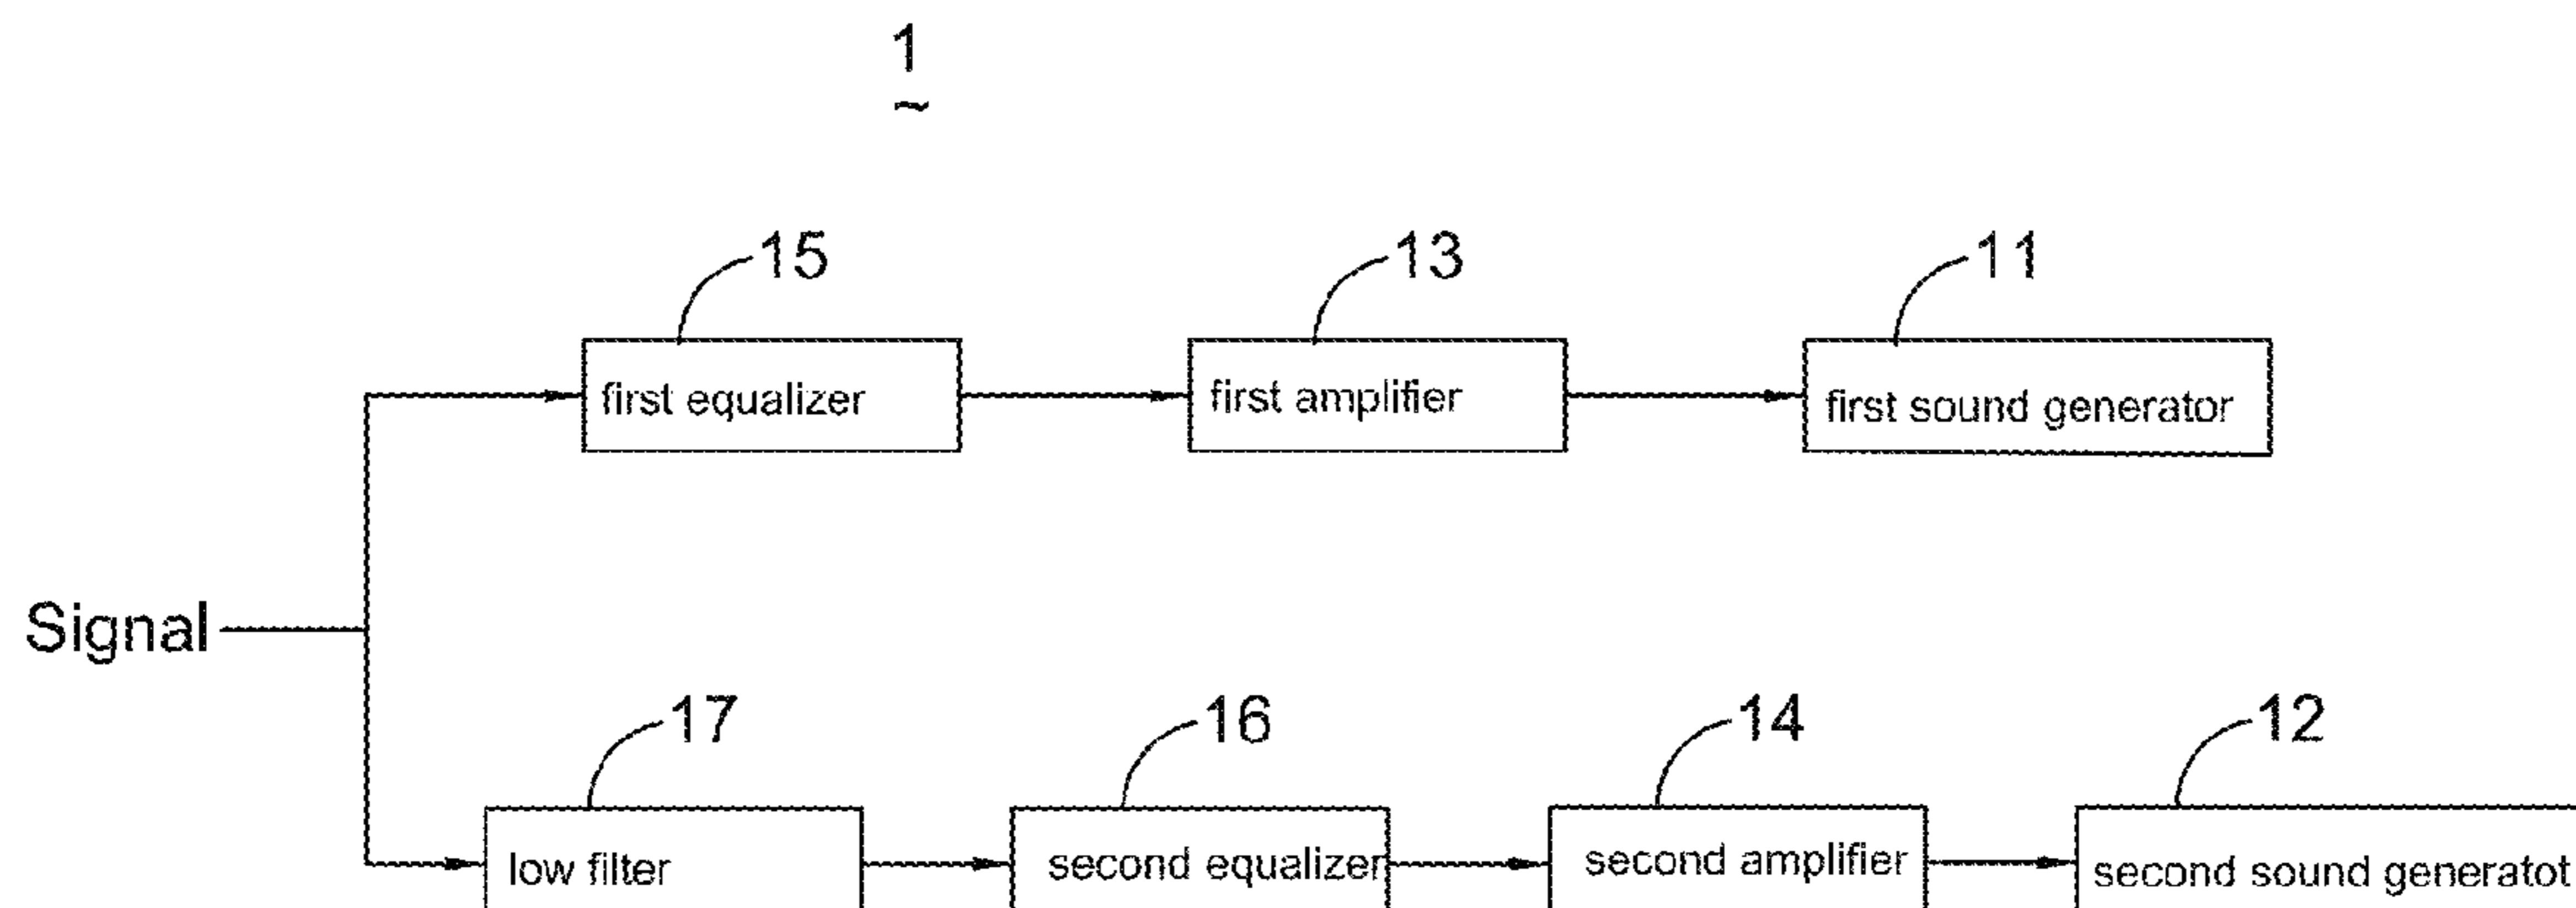 1
~
15
13
11
first equalizer
first amplifier
first sound generator
Signal
17
16
14
12
low filter
second equalizer
second amplifier
second sound generatot